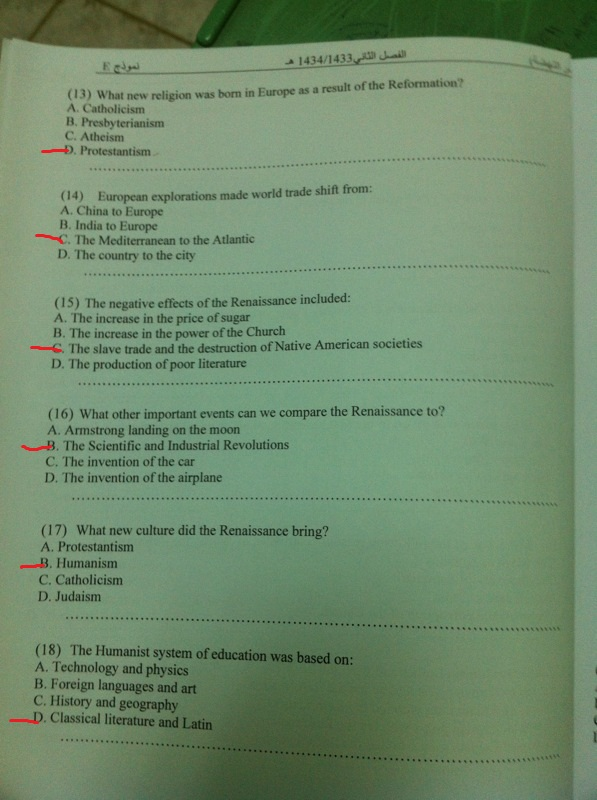 الفصل الثاني 1434/1433 هـ
نموذج E
(13) What new religion was born in Europe as a result of the Reformation?
A. Catholicism
B. Presbyterianism
C. Atheism
D. Protestantism
(14) European explorations made world trade shift from:
A. China to Europe
B. India to Europe
C. The Mediterranean to the Atlantic
D. The country to the city
(15) The negative effects of the Renaissance included:
A. The increase in the price of sugar
B. The increase in the power of the Church
C. The slave trade and the destruction of Native American societies
D. The production of poor literature
(16) What other important events can we compare the Renaissance to?
A. Armstrong landing on the moon
B. The Scientific and Industrial Revolutions
C. The invention of the car
D. The invention of the airplane
(17) What new culture did the Renaissance bring?
A. Protestantism
B. Humanism
C. Catholicism
D. Judaism
(18) The Humanist system of education was based on:
A. Technology and physics
B. Foreign languages and art
C. History and geography
D. Classical literature and Latin